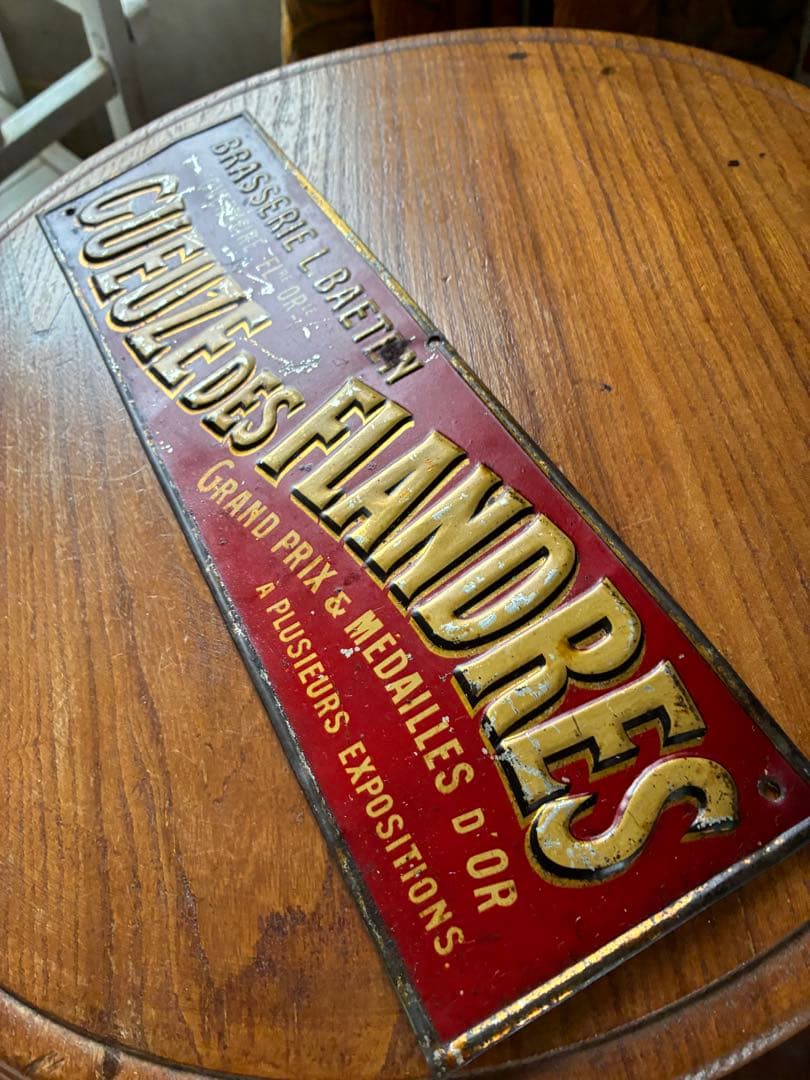 BRASSERIE L. BAETEN
GUEUZE DES FLANDRES
GRAND PRIX & MÉDAILLES D'OR
A PLUSIEURS EXPOSITIONS.